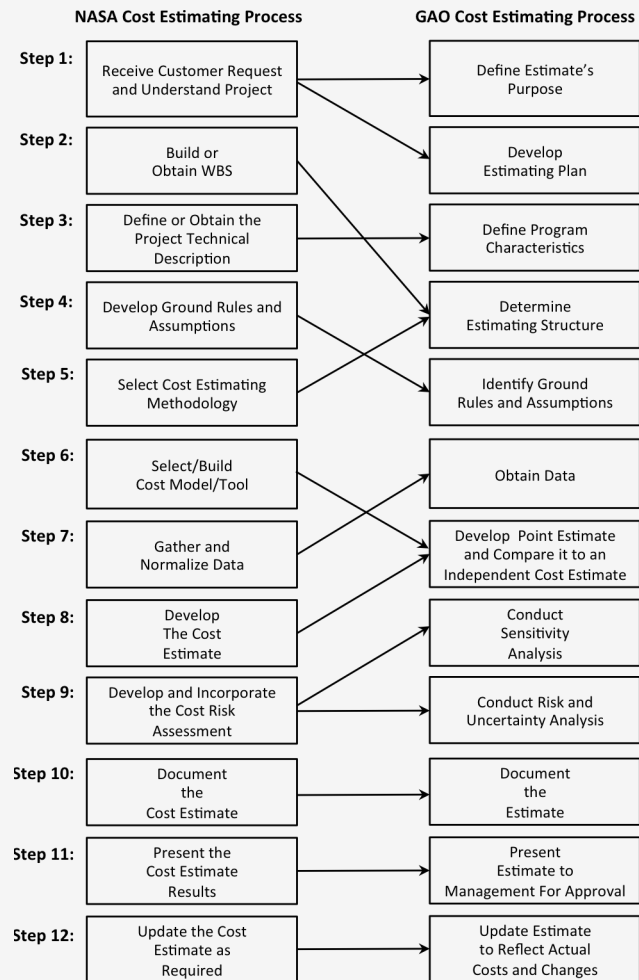 NASA Cost Estimating Process
GAO Cost Estimating Process
Step 1:
Receive Customer Request
and Understand Project
Define Estimate's
Purpose
Step 2:
Build or
Obtain WBS
Develop
Estimating Plan
Step 3:
Define or Obtain the
Project Technical
Description
Define Program
Characteristics
Step 4:
Develop Ground Rules and
Assumptions
Determine
Estimating Structure
Step 5:
Select Cost Estimating
Methodology
Identify Ground
Rules and Assumptions
Step 6:
Select/Build
Cost Model/Tool
Obtain Data
Step 7:
Gather and
Normalize Data
Develop Point Estimate
and Compare it to an
Independent Cost Estimate
Step 8:
Develop
The Cost
Estimate
Conduct
Sensitivity
Analysis
Step 9:
Develop and Incorporate
the Cost Risk
Assessment
Conduct Risk and
Uncertainty Analysis
Step 10:
Document
the
Cost Estimate
Document
the
Estimate
Step 11:
Present the
Cost Estimate
Results
Present
Estimate to
Management For Approval
Step 12:
Update the Cost
Estimate as
Required
Update Estimate
to Reflect Actual
Costs and Changes